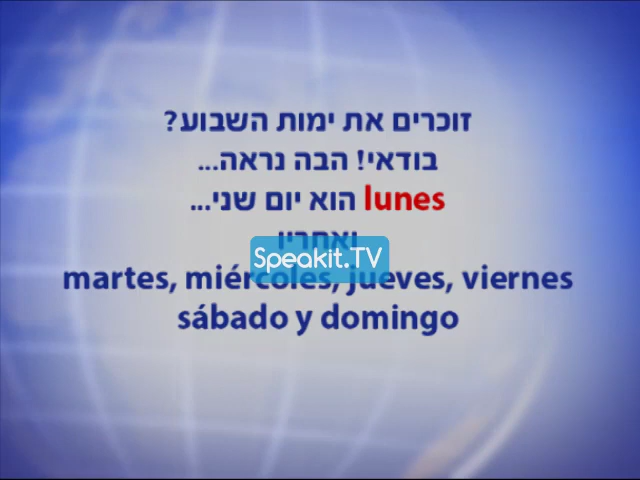 זוכרים את ימות השבוע?
בודאי! הבה נראה...
lunes הוא יום שני...
ואחריו
Speakit.TV
martes, miércoles, jueves, viernes
sábado y domingo